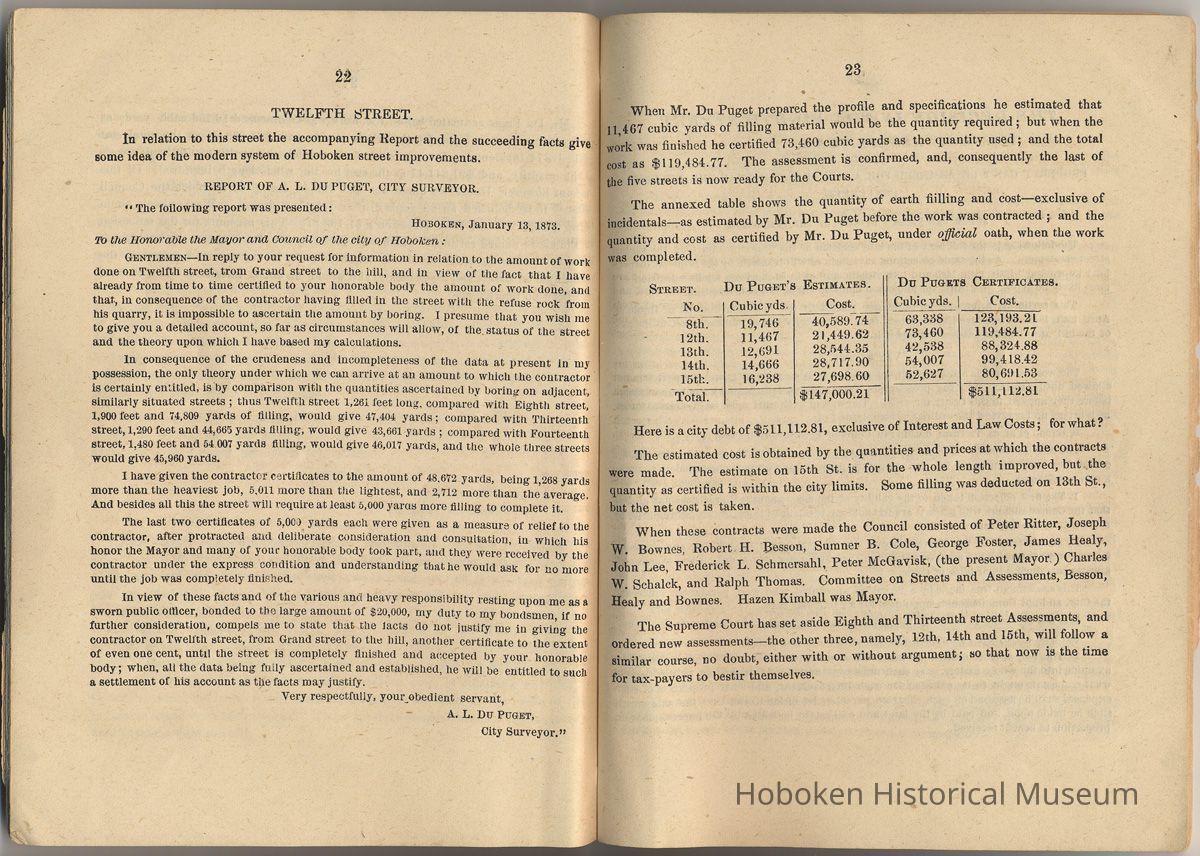 22
TWELFTH STREET.
In relation to this street the accompanying Report and the succeeding facts give
some idea of the modern system of Hoboken street improvements.
REPORT OF A. L. DU PUGET, CITY SURVEYOR.
“ The following report was presented :
HOBOKEN, January 13, 1873.
To the Honorable the Mayor and Council of the city of Hoboken :
GENTLEMEN—In reply to your request for information in relation to the amount of work
done on Twelfth street, trom Grand street to the hill, and in view of the fact that I have
already from time to time certified to your honorable body the amount of work done, and
that, in consequence of the contractor having filled in the street with the refuse rock from
his quarry, it is impossible to ascertain the amount by boring. I presume that you wish me
to give you a detailed account, so far as circumstances will allow, of the status of the street
and the theory upon which I have based my calculations.
In consequence of the crudeness and incompleteness of the data at present in my
possession, the only theory under which we can arrive at an amount to which the contractor
is certainly entitled, is by comparison with the quantities ascertained by boring on adjacent,
similarly situated streets ; thus Twelfth street 1,261 feet long, compared with Eighth street,
1,900 feet and 74,809 yards of filling, would give 47,404 yards ; compared with Thirteenth
street, 1,290 feet and 44,665 yards filling, would give 43,661 yards ; compared with Fourteenth
street, 1,480 feet and 54 007 yards filling, would give 46,017 yards, and the whole three streets
would give 45,960 yards.
I have given the contractor certificates to the amount of 48,672 yards, being 1,268 yards
more than the heaviest job, 5,011 more than the lightest, and 2,712 more than the average.
And besides all this the street will require at least 5,000 yards more filling to complete it.
The last two certificates of 5,000 yards each were given as a measure of relief to the
contractor, after protracted and deliberate consideration and consultation, in which his
honor the Mayor and many of your honorable body took part, and they were received by the
contractor under the express condition and understanding that he would ask for no more
until the job was completely finished.
In view of these facts and of the various and heavy responsibility resting upon me as a
sworn public officer, bonded to the large amount of $20,000, my duty to my bondsmen, if no
further consideration, compels me to state that the facts do not justify me in giving the
contractor on Twelfth street, from Grand street to the hill, another certificate to the extent
of even one cent, until the street is completely finished and accepted by your honorable
body ; when, all the data being fully ascertained and established, he will be entitled to such
a settlement of his account as the facts may justify.
Very respectfully, your obedient servant,
A. L. DU PUGET,
City Surveyor.”
23
When Mr. Du Puget prepared the profile and specifications he estimated that
11,467 cubic yards of filling material would be the quantity required ; but when the
work was finished he certified 73,460 cubic yards as the quantity used ; and the total
cost as $119,484.77. The assessment is confirmed, and, consequently the last of
the five streets is now ready for the Courts.
The annexed table shows the quantity of earth fiilling and cost—exclusive of
incidentals—as estimated by Mr. Du Puget before the work was contracted ; and the
quantity and cost as certified by Mr. Du Puget, under official oath, when the work
was completed.
STREET. DU PUGET'S ESTIMATES. DU PUGETS CERTIFICATES.
No. Cubic yds. Cost. Cubic yds. Cost.
8th. 19,746 40,589.74 63,338 123,193.21
12th. 11,467 21,449.62 73,460 119,484.77
13th. 12,691 28,544.35 42,538 88,324.88
14th. 14,666 28,717.90 54,007 99,418.42
15th. 16,238 27,698.60 52,627 80,691.53
Total. $147,000.21 $511,112.81
Here is a city debt of $511,112.81, exclusive of Interest and Law Costs; for what?
The estimated cost is obtained by the quantities and prices at which the contracts
were made. The estimate on 15th St. is for the whole length improved, but the
quantity as certified is within the city limits. Some filling was deducted on 13th St.,
but the net cost is taken.
When these contracts were made the Council consisted of Peter Ritter, Joseph
W. Bownes, Robert H. Besson, Sumner B. Cole, George Foster, James Healy,
John Lee, Frederick L. Schmersahl, Peter McGavisk, (the present Mayor.) Charles
W. Schalck, and Ralph Thomas. Committee on Streets and Assessments, Besson,
Healy and Bownes. Hazen Kimball was Mayor.
The Supreme Court has set aside Eighth and Thirteenth street Assessments, and
ordered new assessments—the other three, namely, 12th, 14th and 15th, will follow a
similar course, no doubt, either with or without argument; so that now is the time
for tax-payers to bestir themselves.
Hoboken Historical Museum